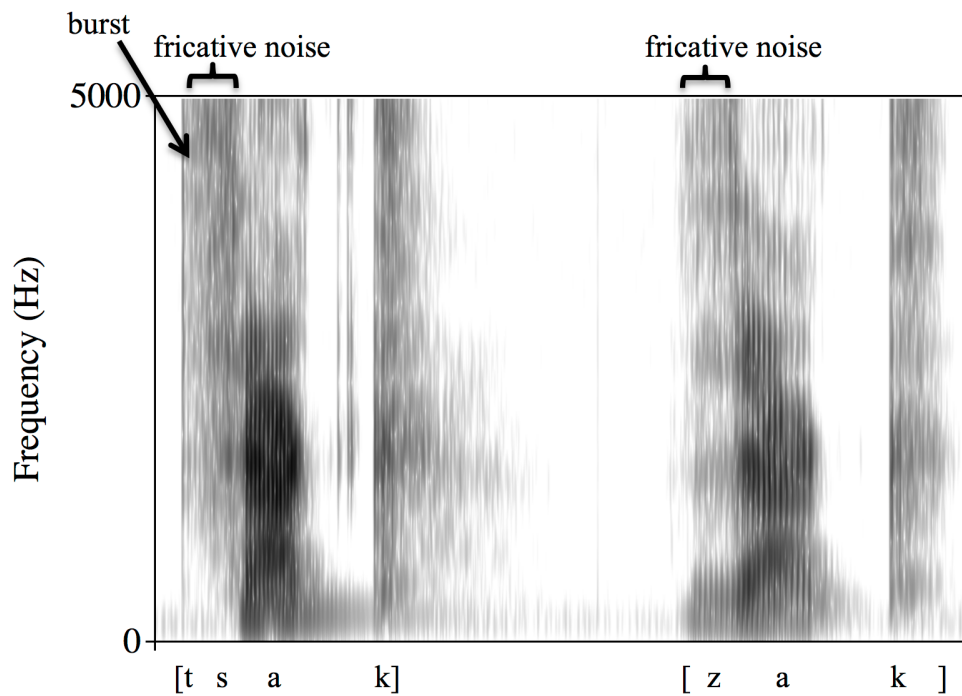 burst
fricative noise
fricative noise
5000
Frequency (Hz)
0
[t s a k]
[ z a k ]